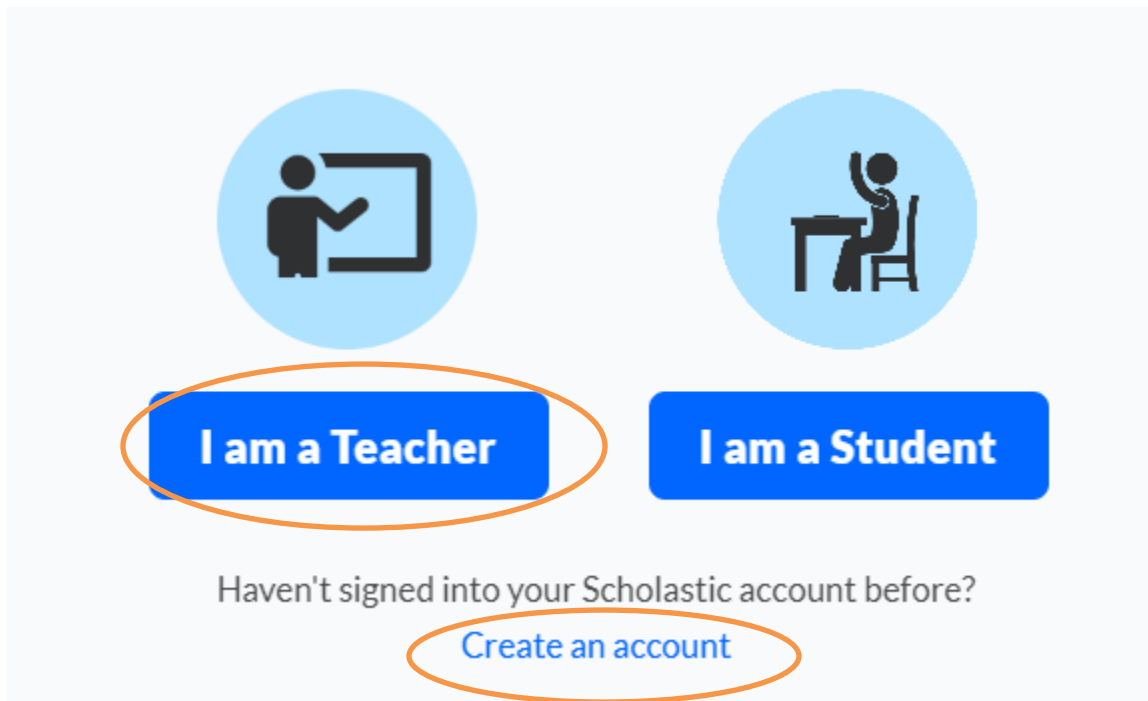 I am a Teacher
I am a Student
Haven't signed into your Scholastic account before?
Create an account